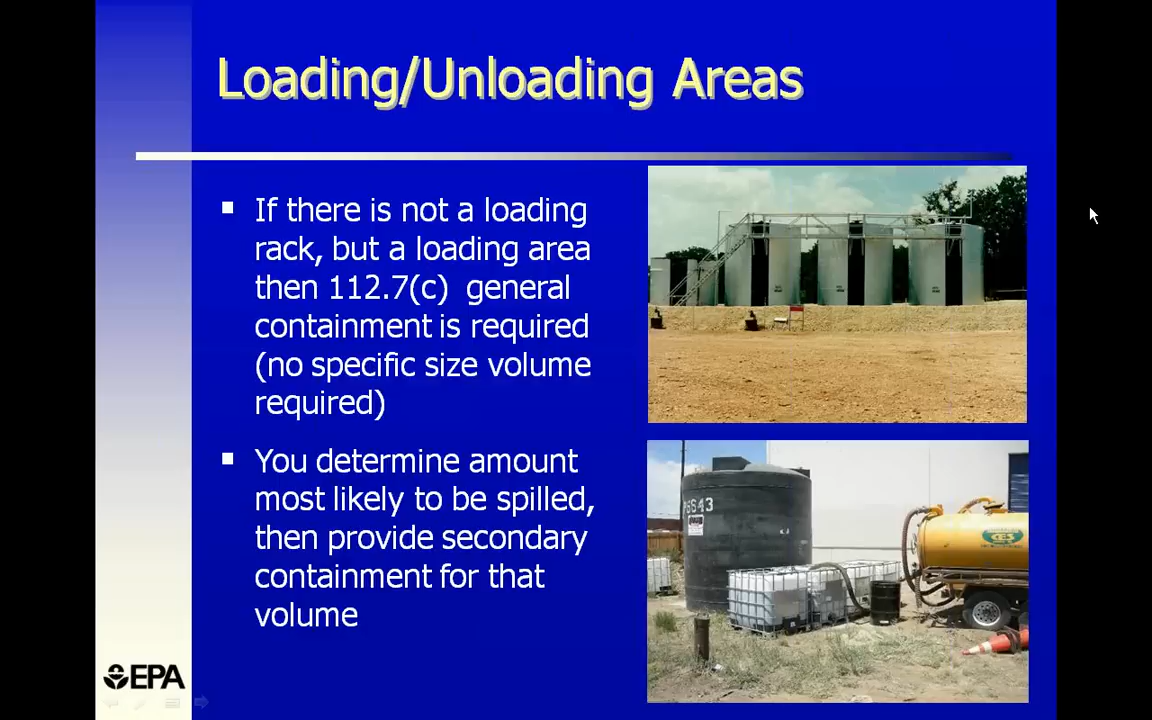 Loading/Unloading Areas
If there is not a loading
rack, but a loading area
then 112.7(c) general
containment is required
(no specific size volume
required)
You determine amount
most likely to be spilled,
then provide secondary
containment for that
volume
EPA